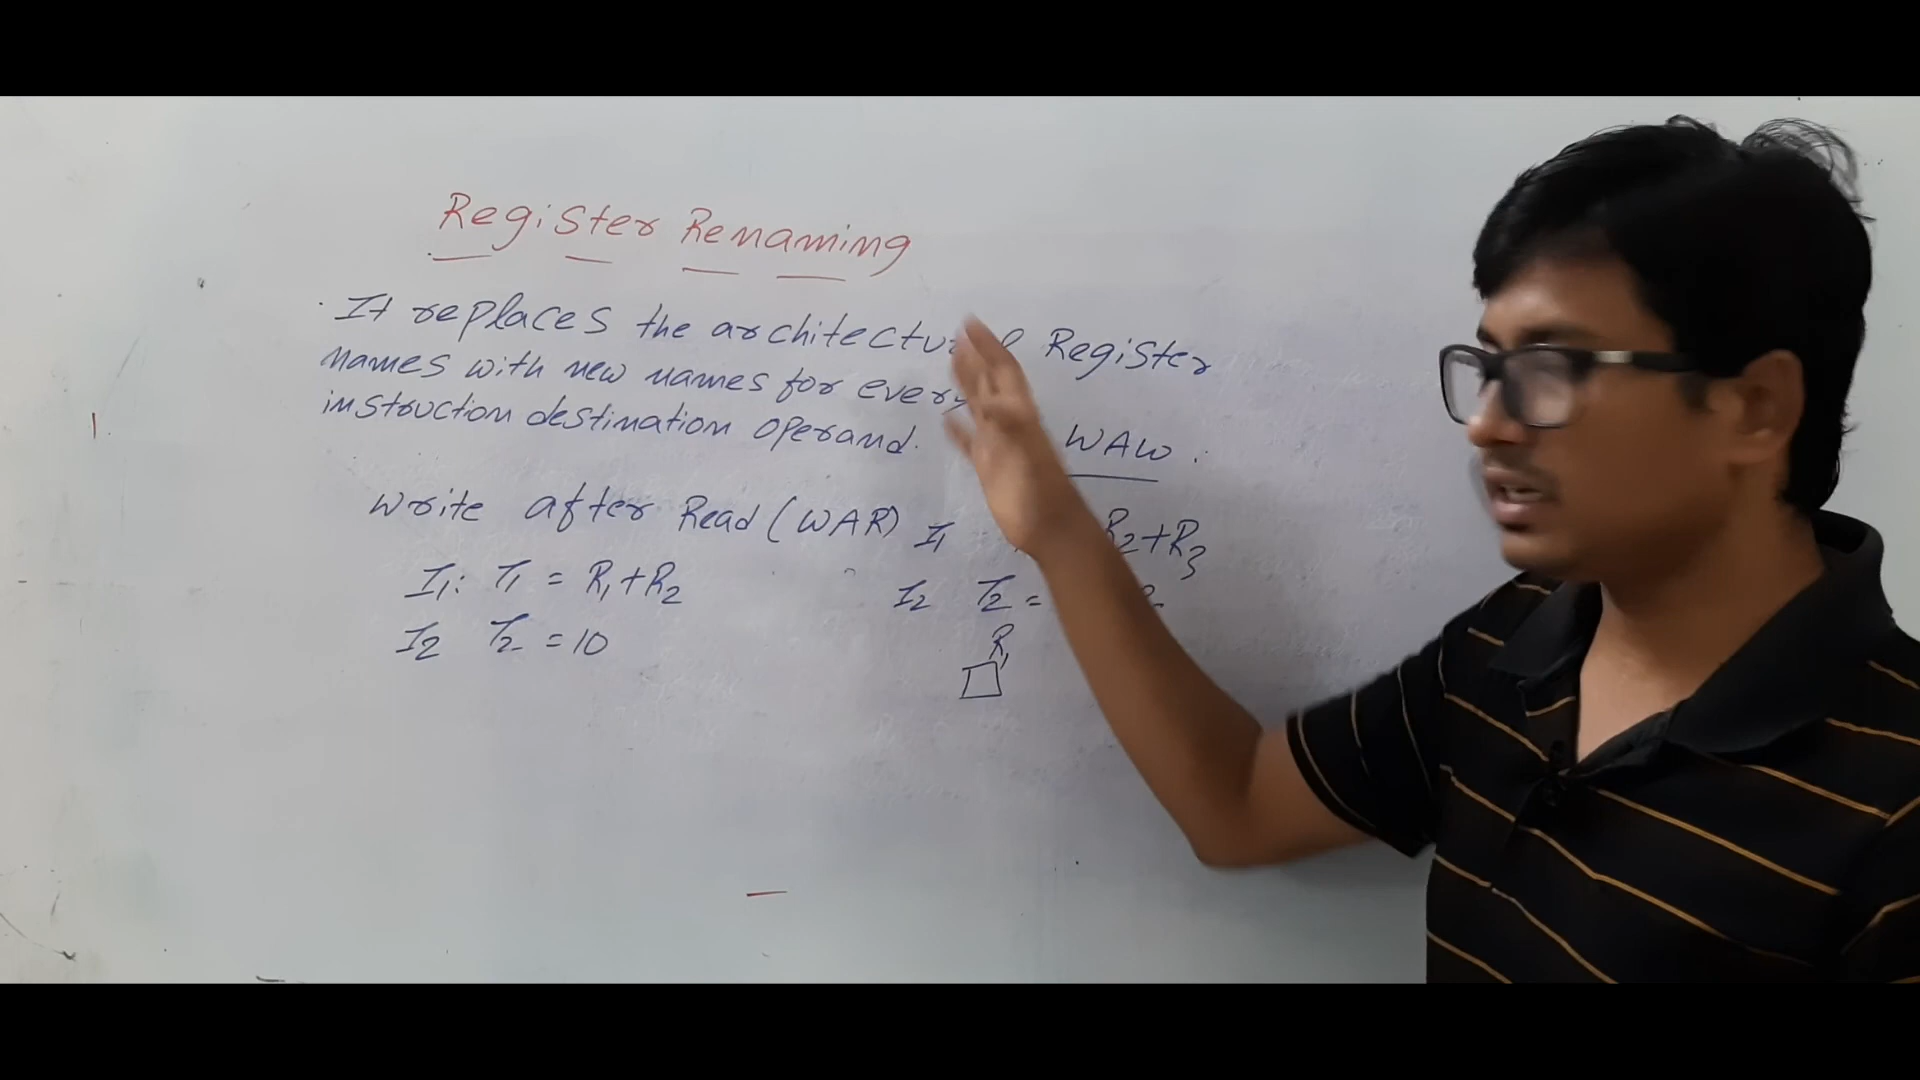 Register Renaming
It replaces the architectural Register
names with new names for every
instruction destination operand.
Write after Read (WAR)
I1: T1 = R1+R2
I2 T2 = 10
WAW
I1 R2+R3
I2 T2 =
R1